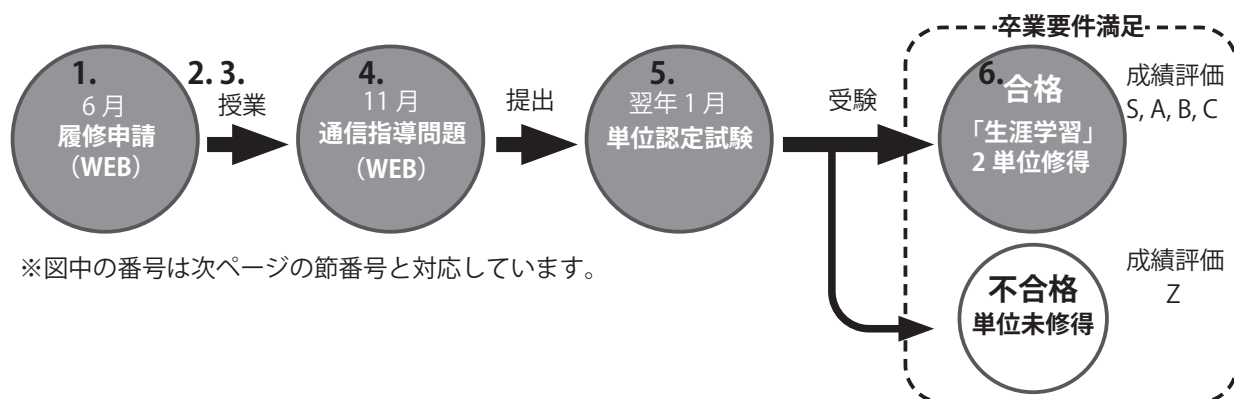 卒業要件満足
1.
6 月
履修申請
（WEB）
2. 3.
授業
4.
11 月
通信指導問題
（WEB）
提出
5.
翌年 1 月
単位認定試験
受験
6.
合格
「生涯学習」
2 単位修得
成績評価
S, A, B, C
不合格
単位未修得
成績評価
Z
※図中の番号は次ページの節番号と対応しています。